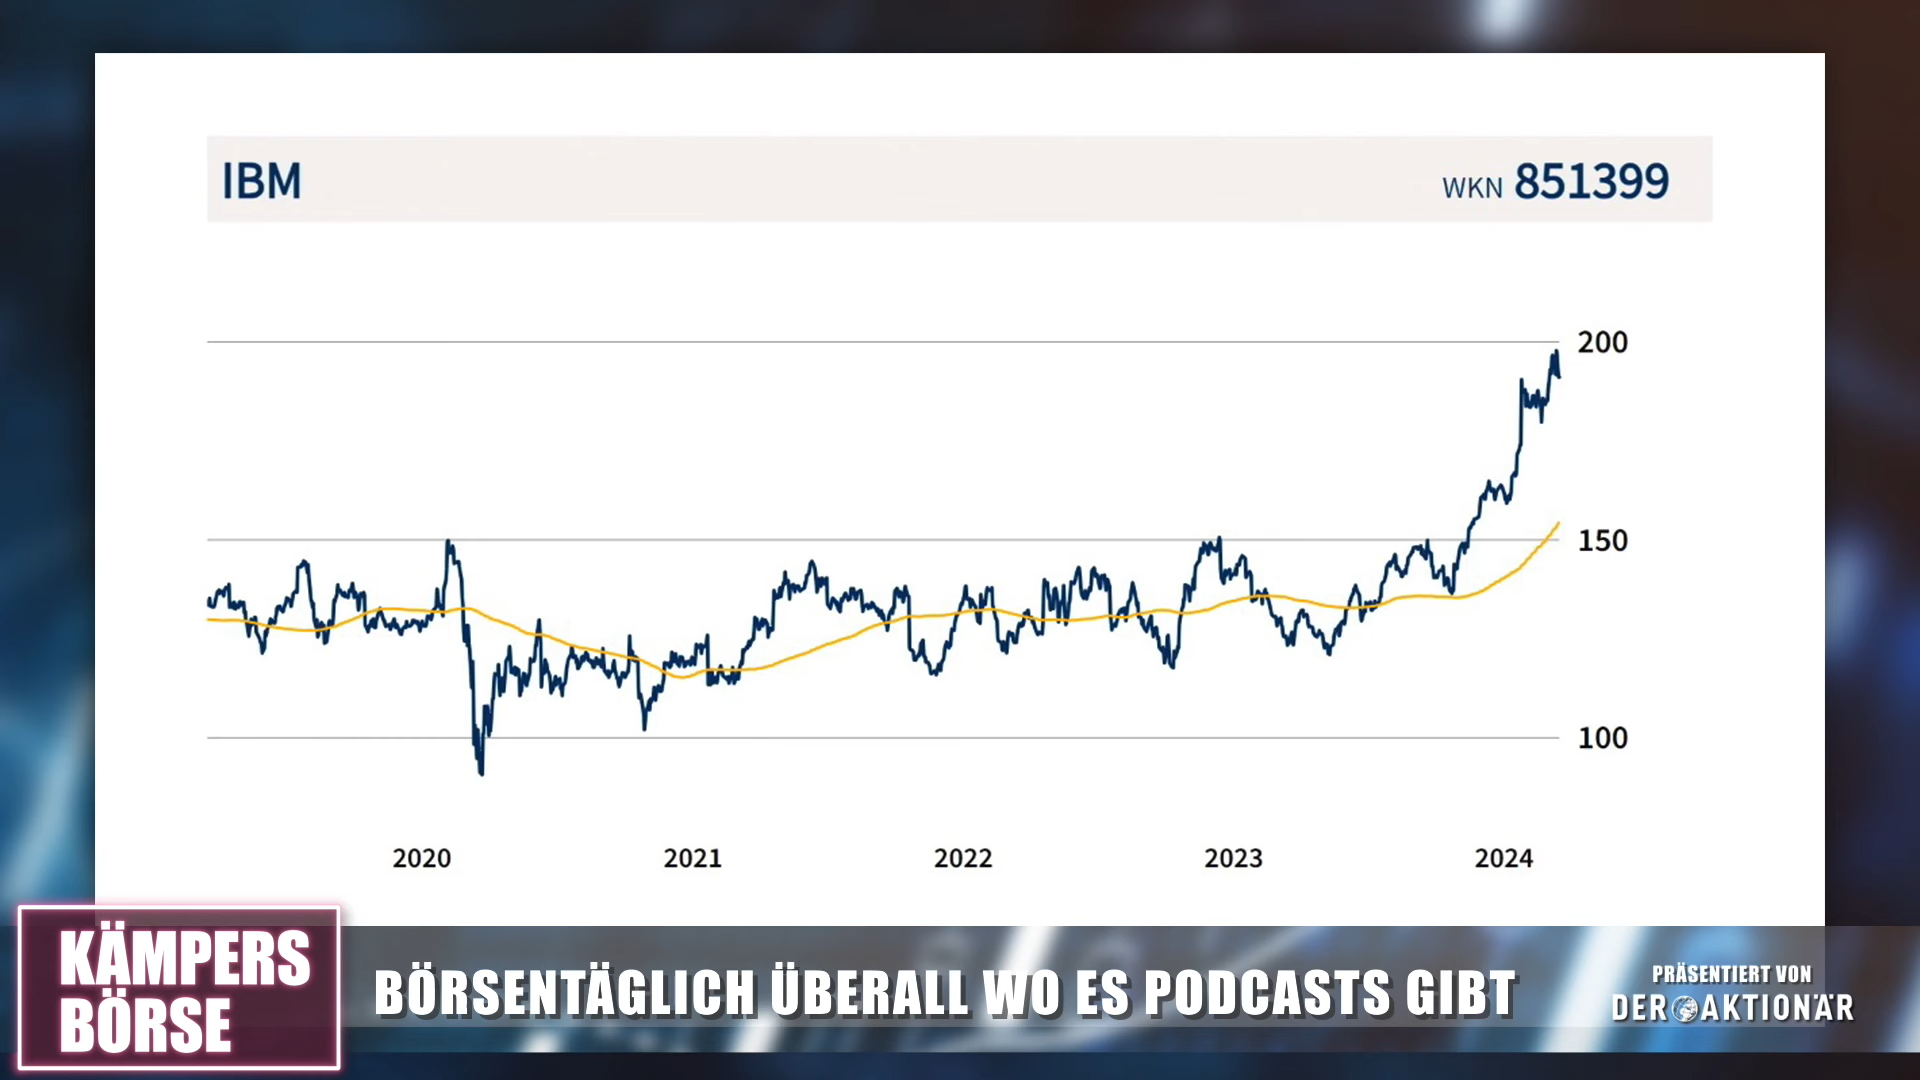 IBM
WKN 851399
200
150
100
2020 2021 2022 2023 2024
KÄMPERS
BÖRSE
BÖRSENTÄGLICH ÜBERALL WO ES PODCASTS GIBT
PRÄSENTIERT VON
DER AKTIONÄR